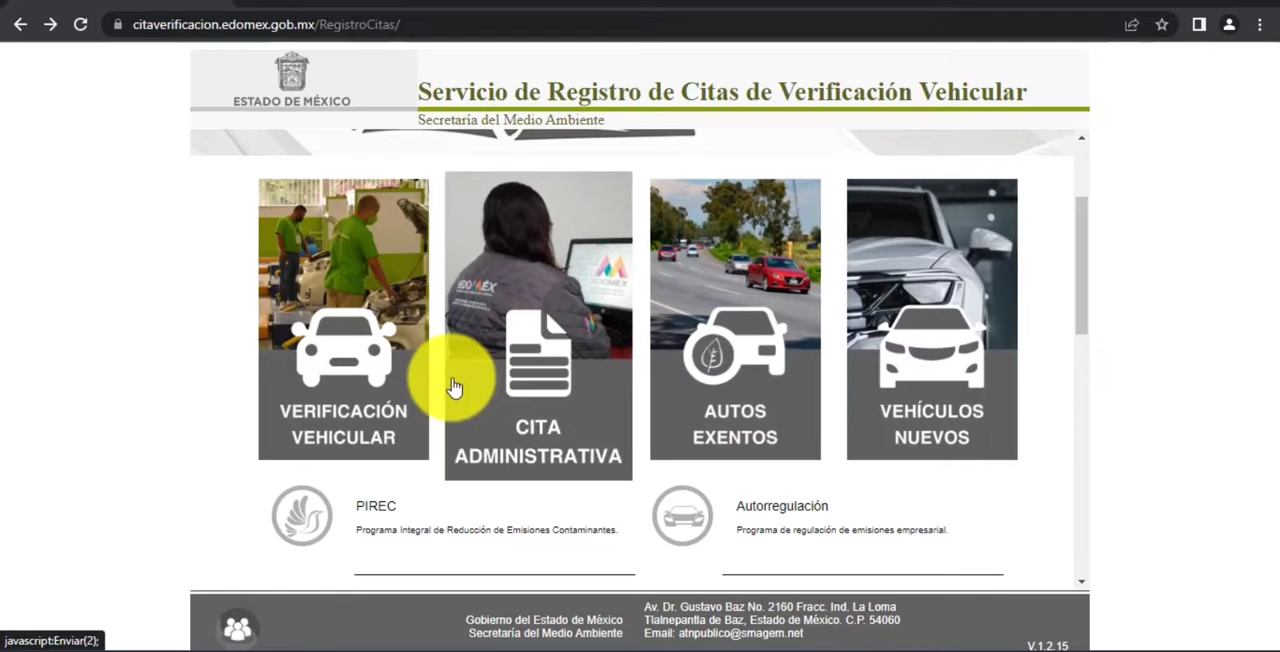 citaverificacion.edomex.gob.mx/RegistroCitas/
ESTADO DE MÉXICO
Servicio de Registro de Citas de Verificación Vehicular
Secretaría del Medio Ambiente
EDOMÉX
EDOMEX
VERIFICACIÓN
VEHICULAR
CITA
ADMINISTRATIVA
AUTOS
EXENTOS
VEHÍCULOS
NUEVOS
PIREC
Programa Integral de Reducción de Emisiones Contaminantes.
Autorregulación
Programa de regulación de emisiones empresarial.
Gobierno del Estado de México
Secretaría del Medio Ambiente
Av. Dr. Gustavo Baz No. 2160 Fracc. Ind. La Loma
Tlalnepantla de Baz, Estado de México. C.P. 54060
Email: atnpublico@smagem.net
V.1.2.15
javascript:Enviar(2);